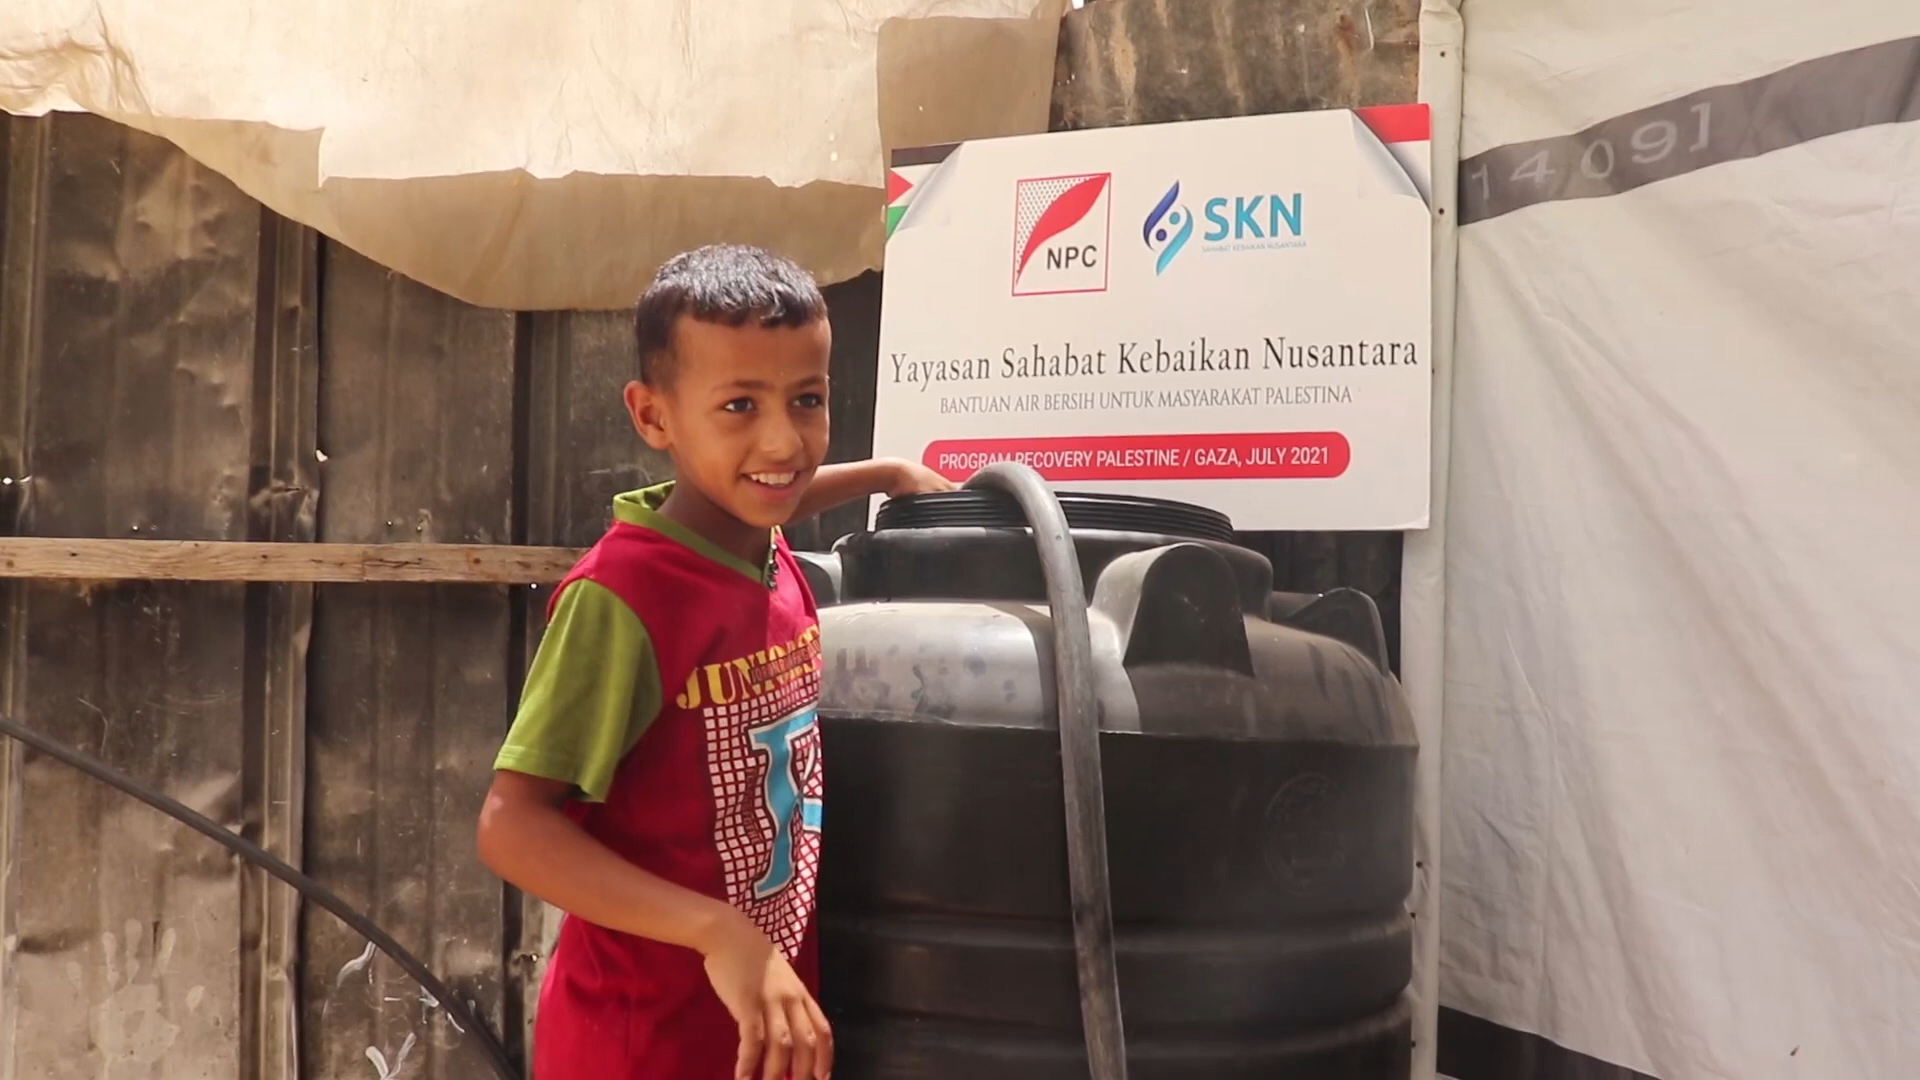 14091
NPC
SKN
SAHABAT KEBAIKAN NUSANTARA
Yayasan Sahabat Kebaikan Nusantara
BANTUAN AIR BERSIH UNTUK MASYARAKAT PALESTINA
PROGRAM RECOVERY PALESTINE / GAZA, JULY 2021